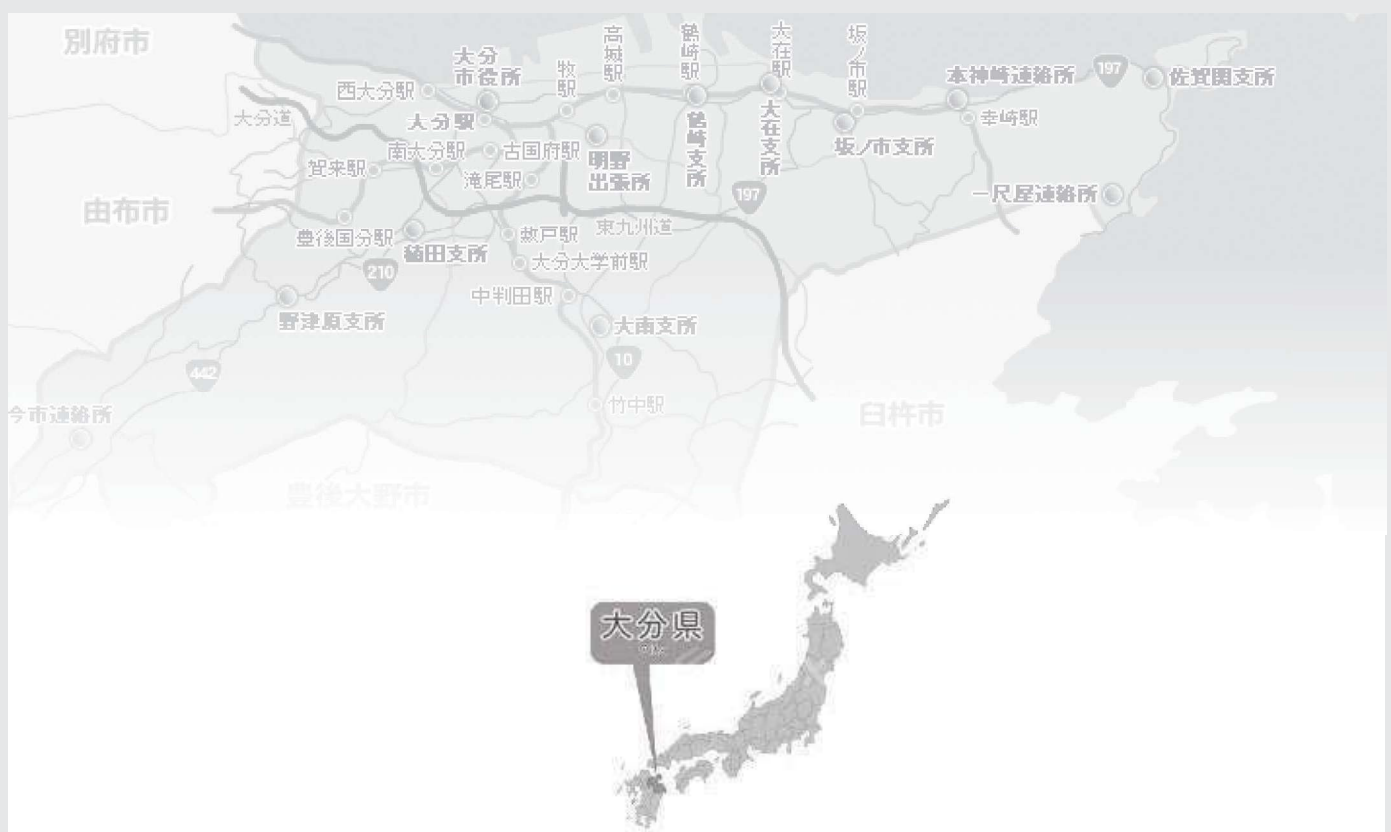 別府市
大分
市役所
高城駅
鶴崎駅
大在駅
坂ノ市駅
牧駅
本神崎連絡所
197
佐賀関支所
西大分駅
大分道
大分駅
幸崎駅
南大分駅
古国府駅
明野
出張所
鶴崎支所
大在支所
坂ノ市支所
賀来駅
滝尾駅
197
一尺屋連絡所
由布市
豊後国分駅
稙田支所
敷戸駅
東九州道
210
大分大学前駅
中判田駅
野津原支所
大南支所
10
442
今市連絡所
竹中駅
臼杵市
豊後大野市
大分県